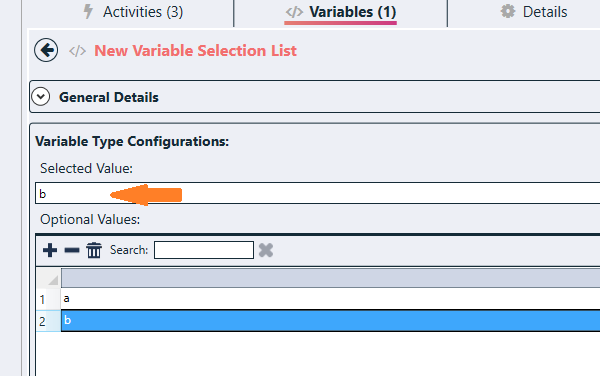 Activities (3)
</> Variables (1)
Details
</> New Variable Selection List
General Details
Variable Type Configurations:
Selected Value:
b
Optional Values:
Search:
1 a
2 b